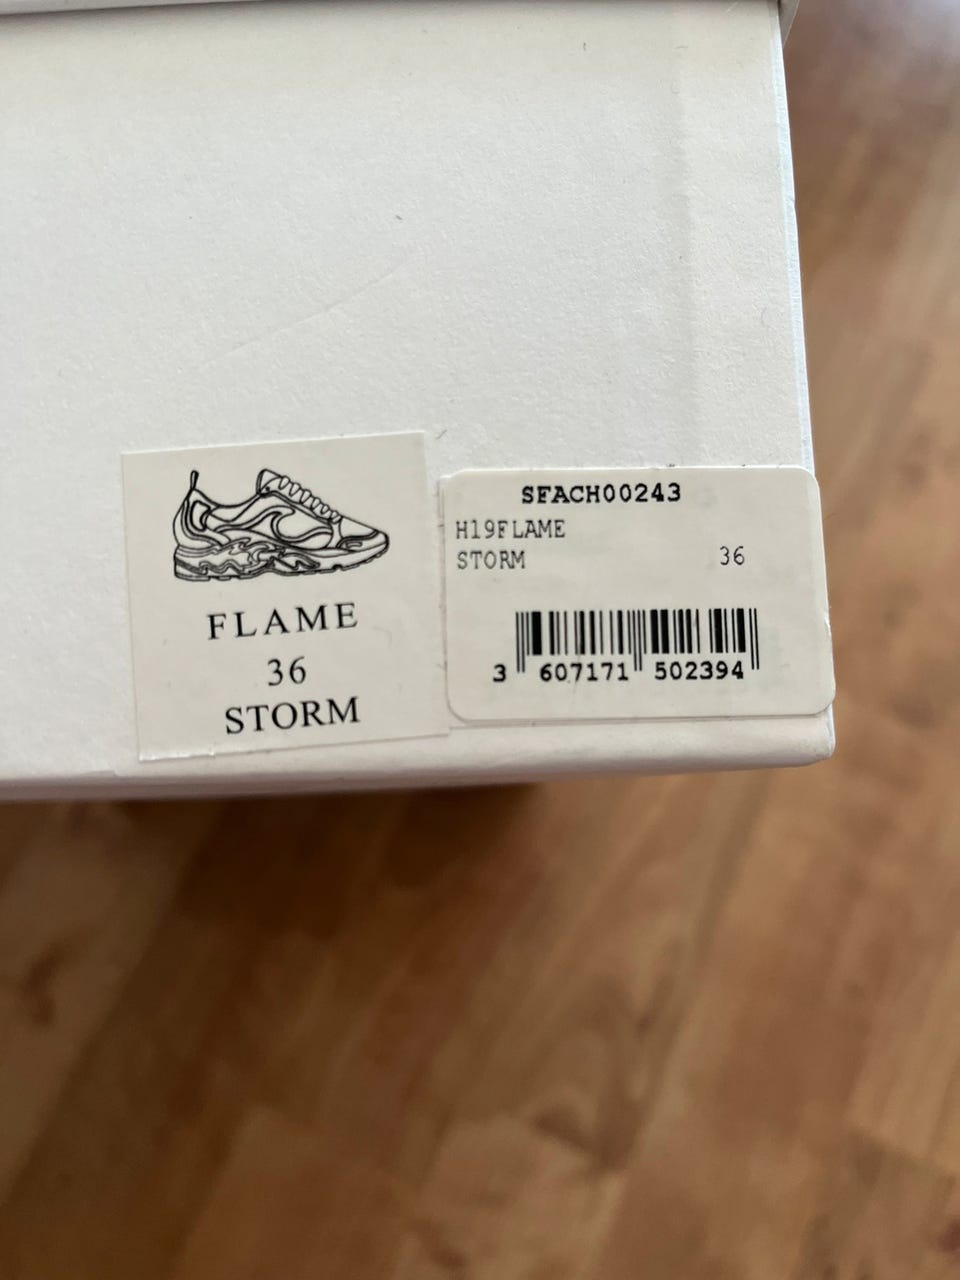 FLAME
36
STORM
SFACH00243
H19FLAME
STORM 36
3 607171 502394